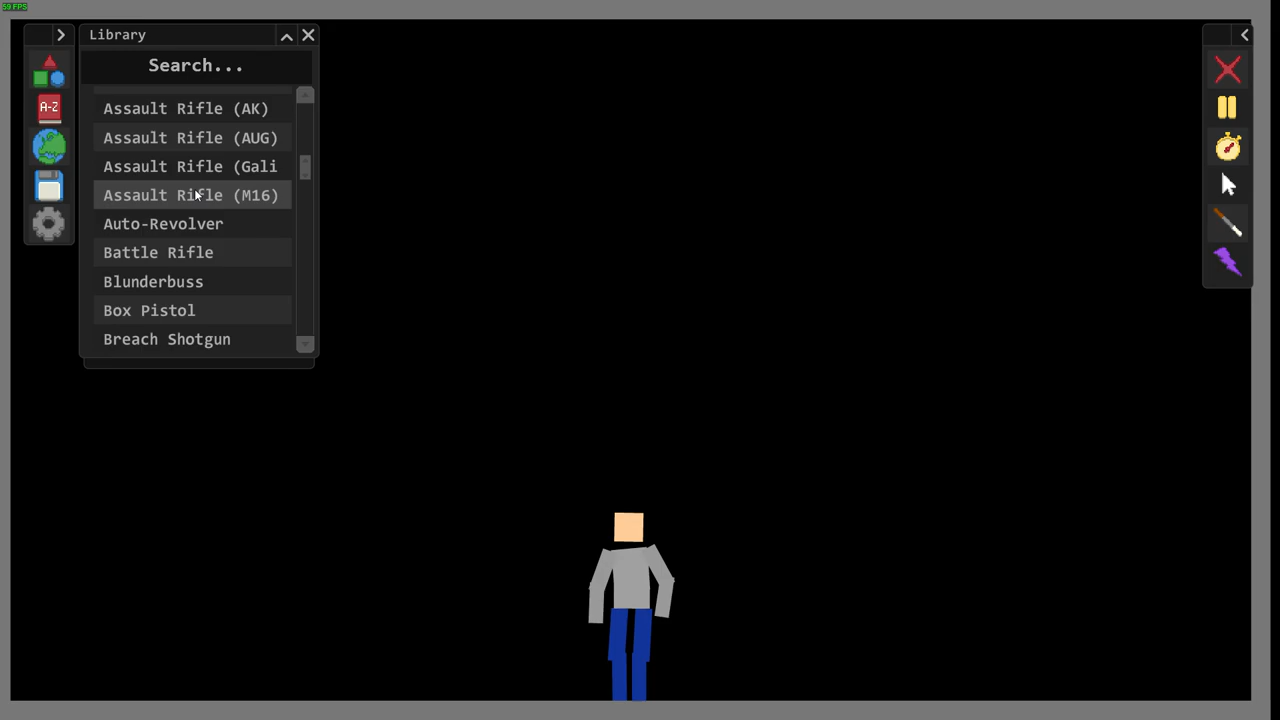 59 FPS
Library
Search...
A-Z
Assault Rifle (AK)
Assault Rifle (AUG)
Assault Rifle (Gali
Assault Rifle (M16)
Auto-Revolver
Battle Rifle
Blunderbuss
Box Pistol
Breach Shotgun